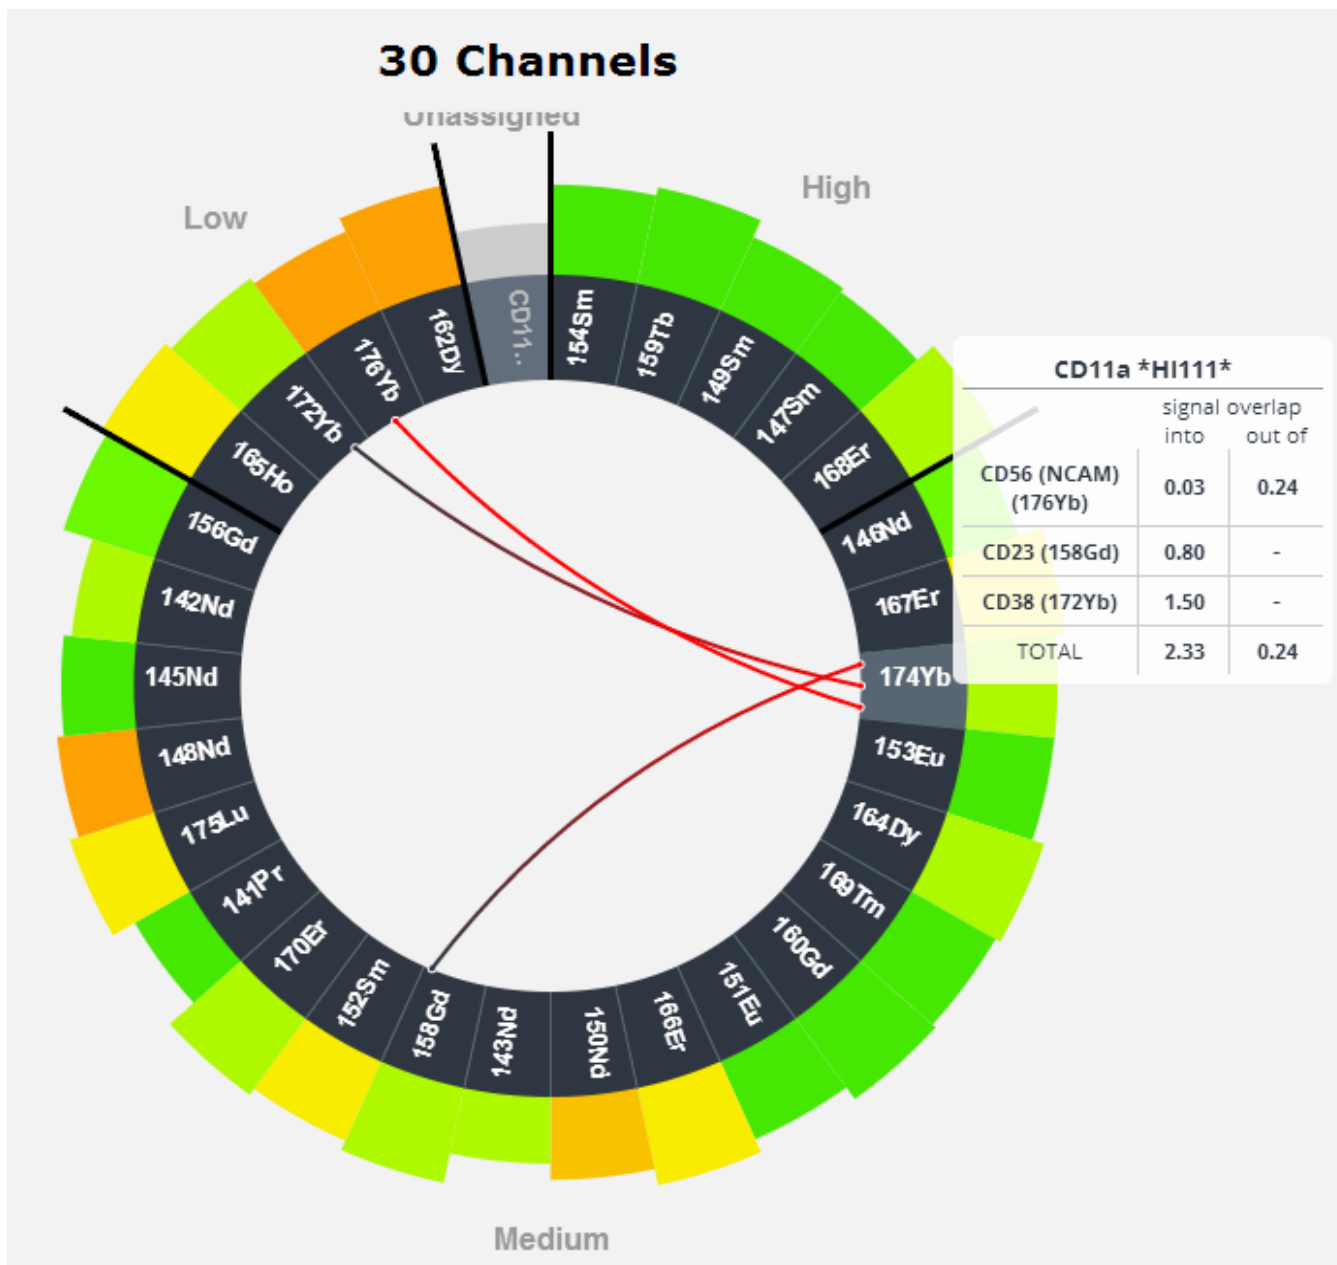 30 Channels
Unassigned
High
Low
CD11..
154Sm
159Tb
149Sm
147Sm
168Er
146Nd
167Er
174Yb
153Eu
164Dy
169Tm
160Gd
151Eu
166Er
150Nd
143Nd
158Gd
152Sm
170Er
141Pr
175Lu
148Nd
145Nd
142Nd
156Gd
165Ho
172Yb
176Yb
162Dy
CD11a *HI111*
signal overlap
into out of
CD56 (NCAM)
(176Yb) 0.03 0.24
CD23 (158Gd) 0.80 -
CD38 (172Yb) 1.50 -
TOTAL 2.33 0.24
Medium